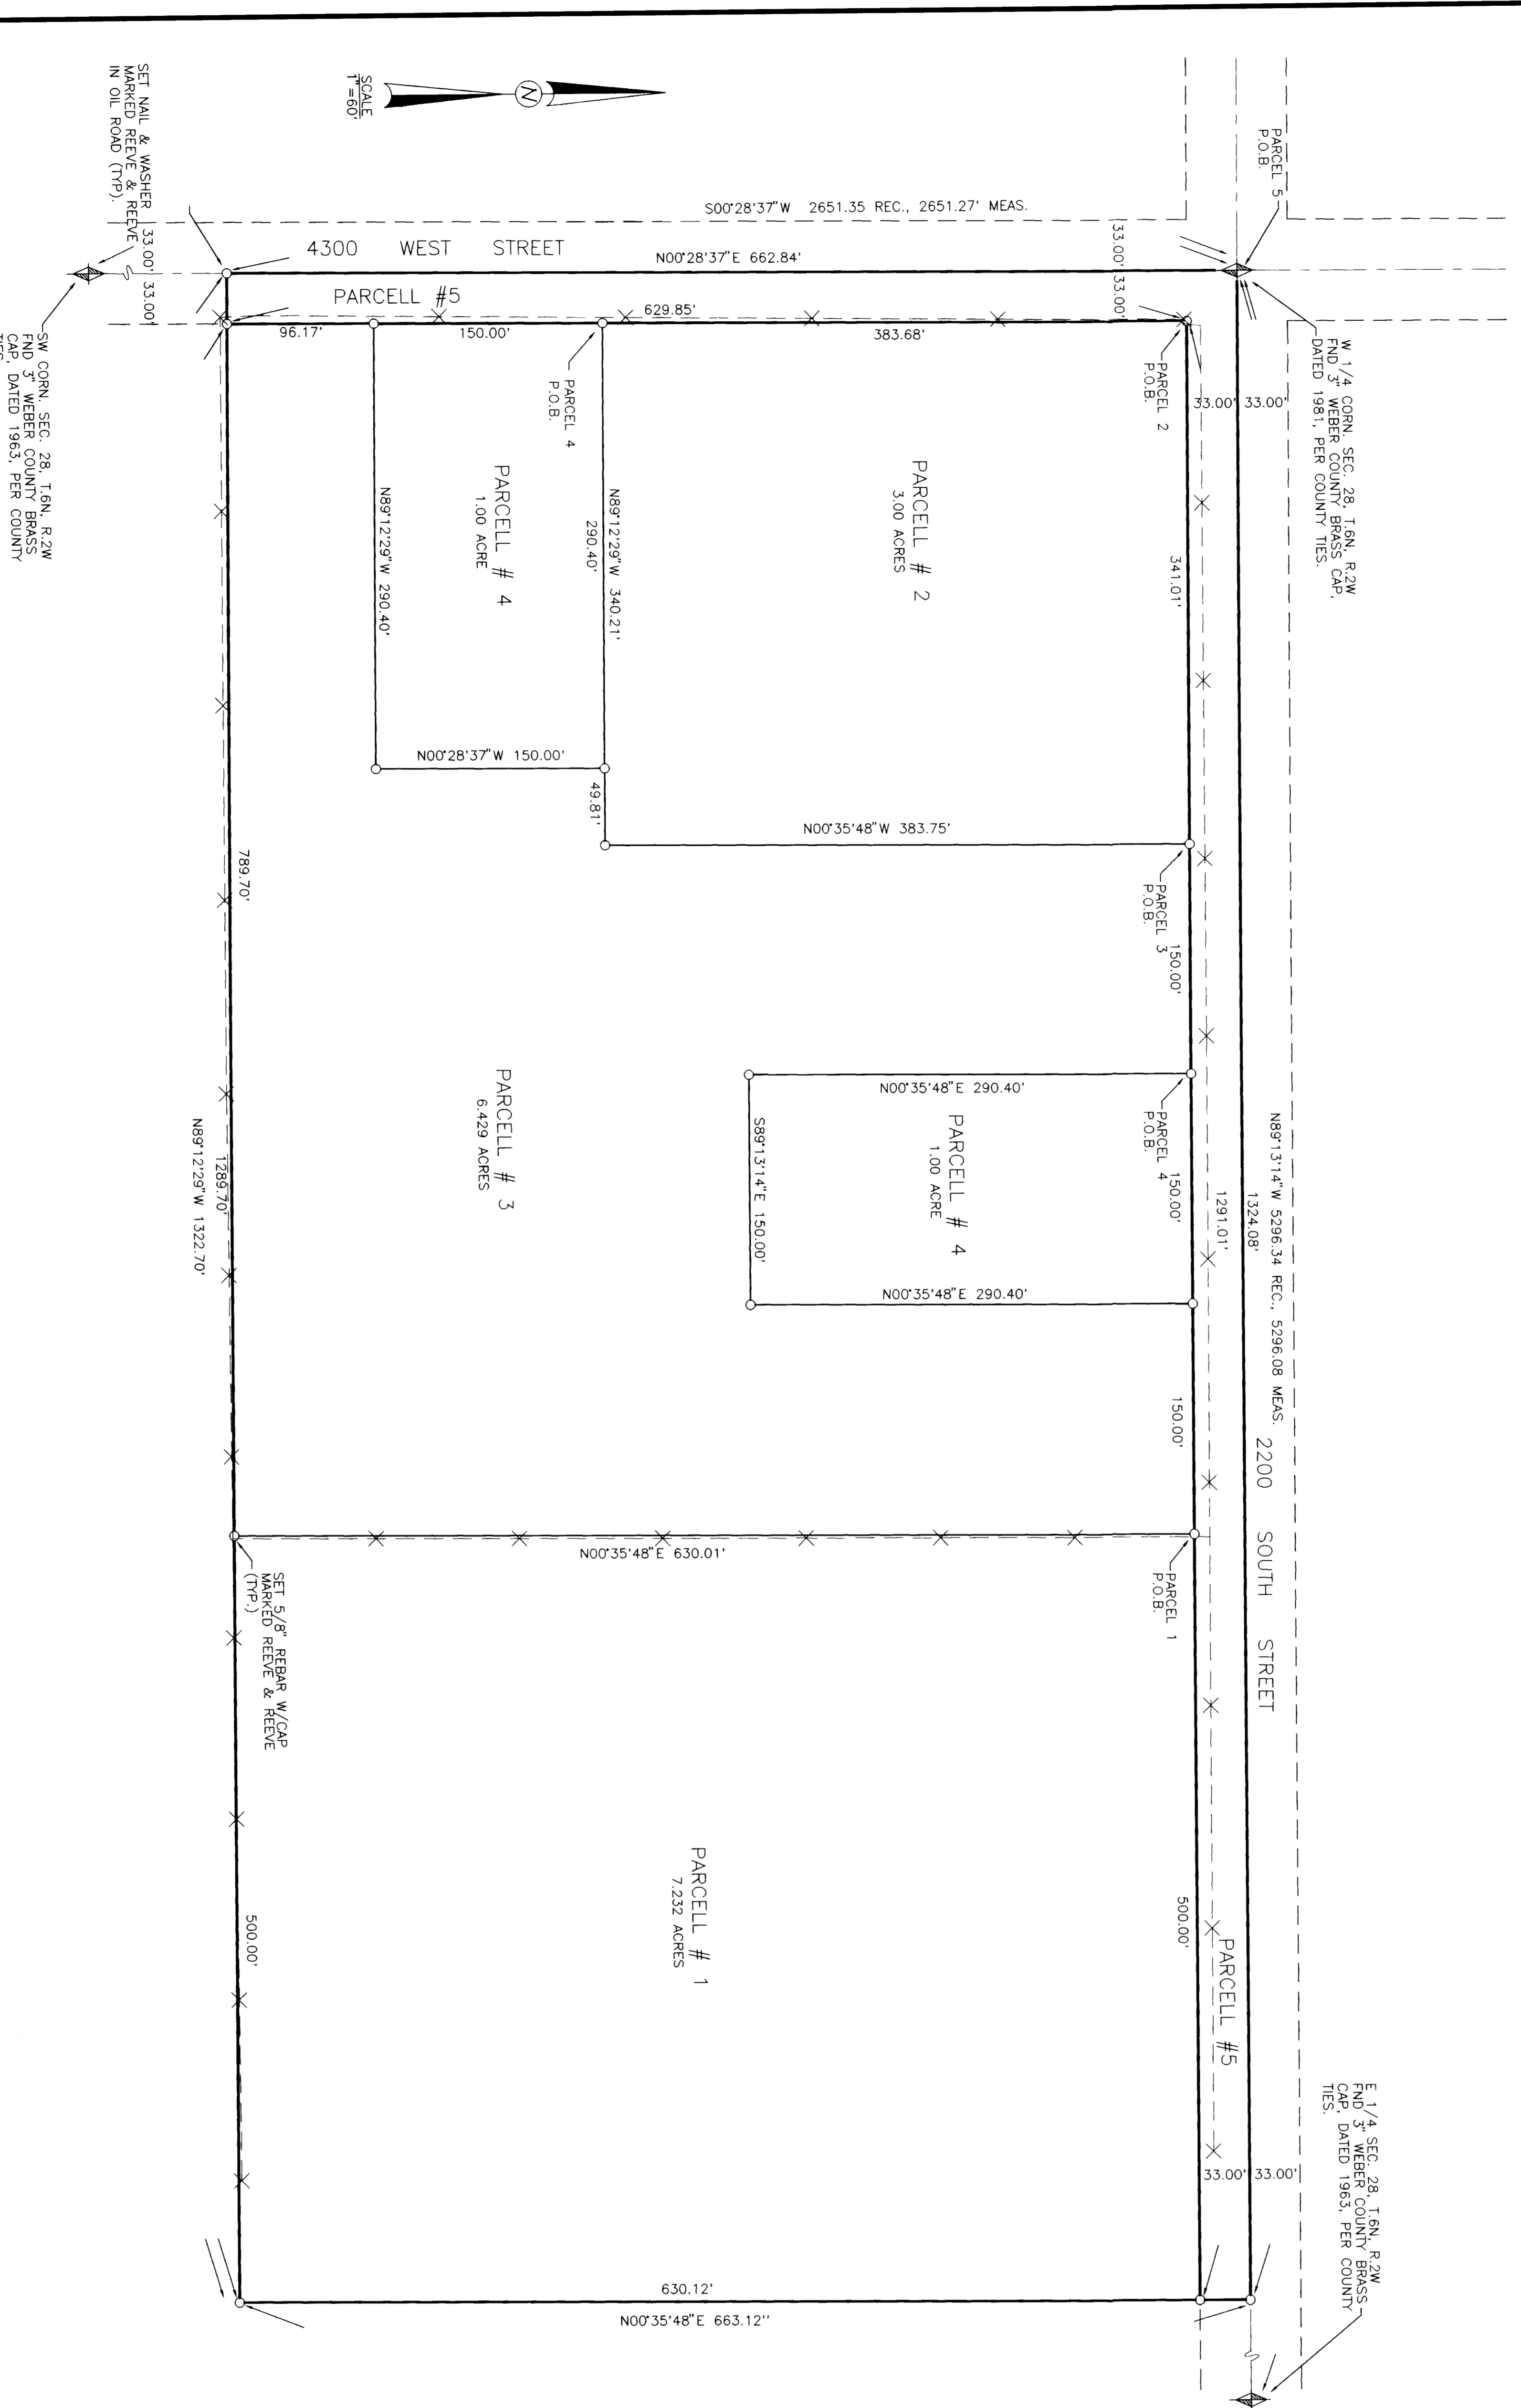 SCALE
1"=60'
SET NAIL & WASHER
MARKED REEVE & REEVE
IN OIL ROAD (TYP).
PARCEL 5
P.O.B.
S00°28'37"W 2651.35 REC., 2651.27' MEAS.
4300 WEST STREET
N00°28'37"E 662.84'
33.00' 33.00'
33.00' 33.00'
PARCELL #5
629.85'
96.17'
150.00'
383.68'
SW CORN. SEC. 28, T.6N, R.2W
FND 3" WEBER COUNTY BRASS
CAP, DATED 1963, PER COUNTY
W 1/4 CORN. SEC. 28, T.6N, R.2W
FND 3" WEBER COUNTY BRASS CAP,
DATED 1981, PER COUNTY TIES.
33.00' 33.00'
PARCEL 2
P.O.B.
PARCEL 4
P.O.B.
PARCELL # 2
3.00 ACRES
PARCELL # 4
1.00 ACRE
N89°12'29"W 340.21'
290.40'
N89°12'29"W 290.40'
341.01'
N00°28'37"W 150.00'
49.81'
N00°35'48"W 383.75'
789.70'
PARCEL 3
P.O.B.
150.00'
N00°35'48"E 290.40'
PARCEL 4
P.O.B.
150.00'
PARCELL # 4
1.00 ACRE
S89°13'14"E 150.00'
N00°35'48"E 290.40'
PARCELL # 3
6.429 ACRES
1289.70'
N89°12'29"W 1322.70'
N89°13'14"W 5296.34 REC., 5296.08 MEAS.
1324.08'
1291.01'
2200 SOUTH STREET
150.00'
N00°35'48"E 630.01'
PARCEL 1
P.O.B.
SET 5/8" REBAR W/CAP
MARKED REEVE & REEVE
(TYP.)
PARCELL # 1
7.232 ACRES
500.00'
500.00'
PARCELL #5
E 1/4 SEC. 28, T.6N, R.2W
FND 3" WEBER COUNTY BRASS
CAP, DATED 1963, PER COUNTY
TIES.
33.00' 33.00'
630.12'
N00°35'48"E 663.12''
N